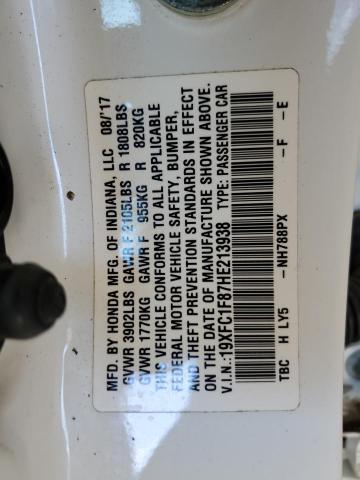 MFD. BY HONDA MFG. OF INDIANA, LLC 08/'17
GVWR 3902LBS GAWR F 2105LBS R 1808LBS
GVWR 1770KG GAWR F 955KG R 820KG
THIS VEHICLE CONFORMS TO ALL APPLICABLE
FEDERAL MOTOR VEHICLE SAFETY, BUMPER,
AND THEFT PREVENTION STANDARDS IN EFFECT
ON THE DATE OF MANUFACTURE SHOWN ABOVE.
V.I.N.:19XFC1F87HE213938 TYPE: PASSENGER CAR
TBC H LY5 -NH788PX -F -E